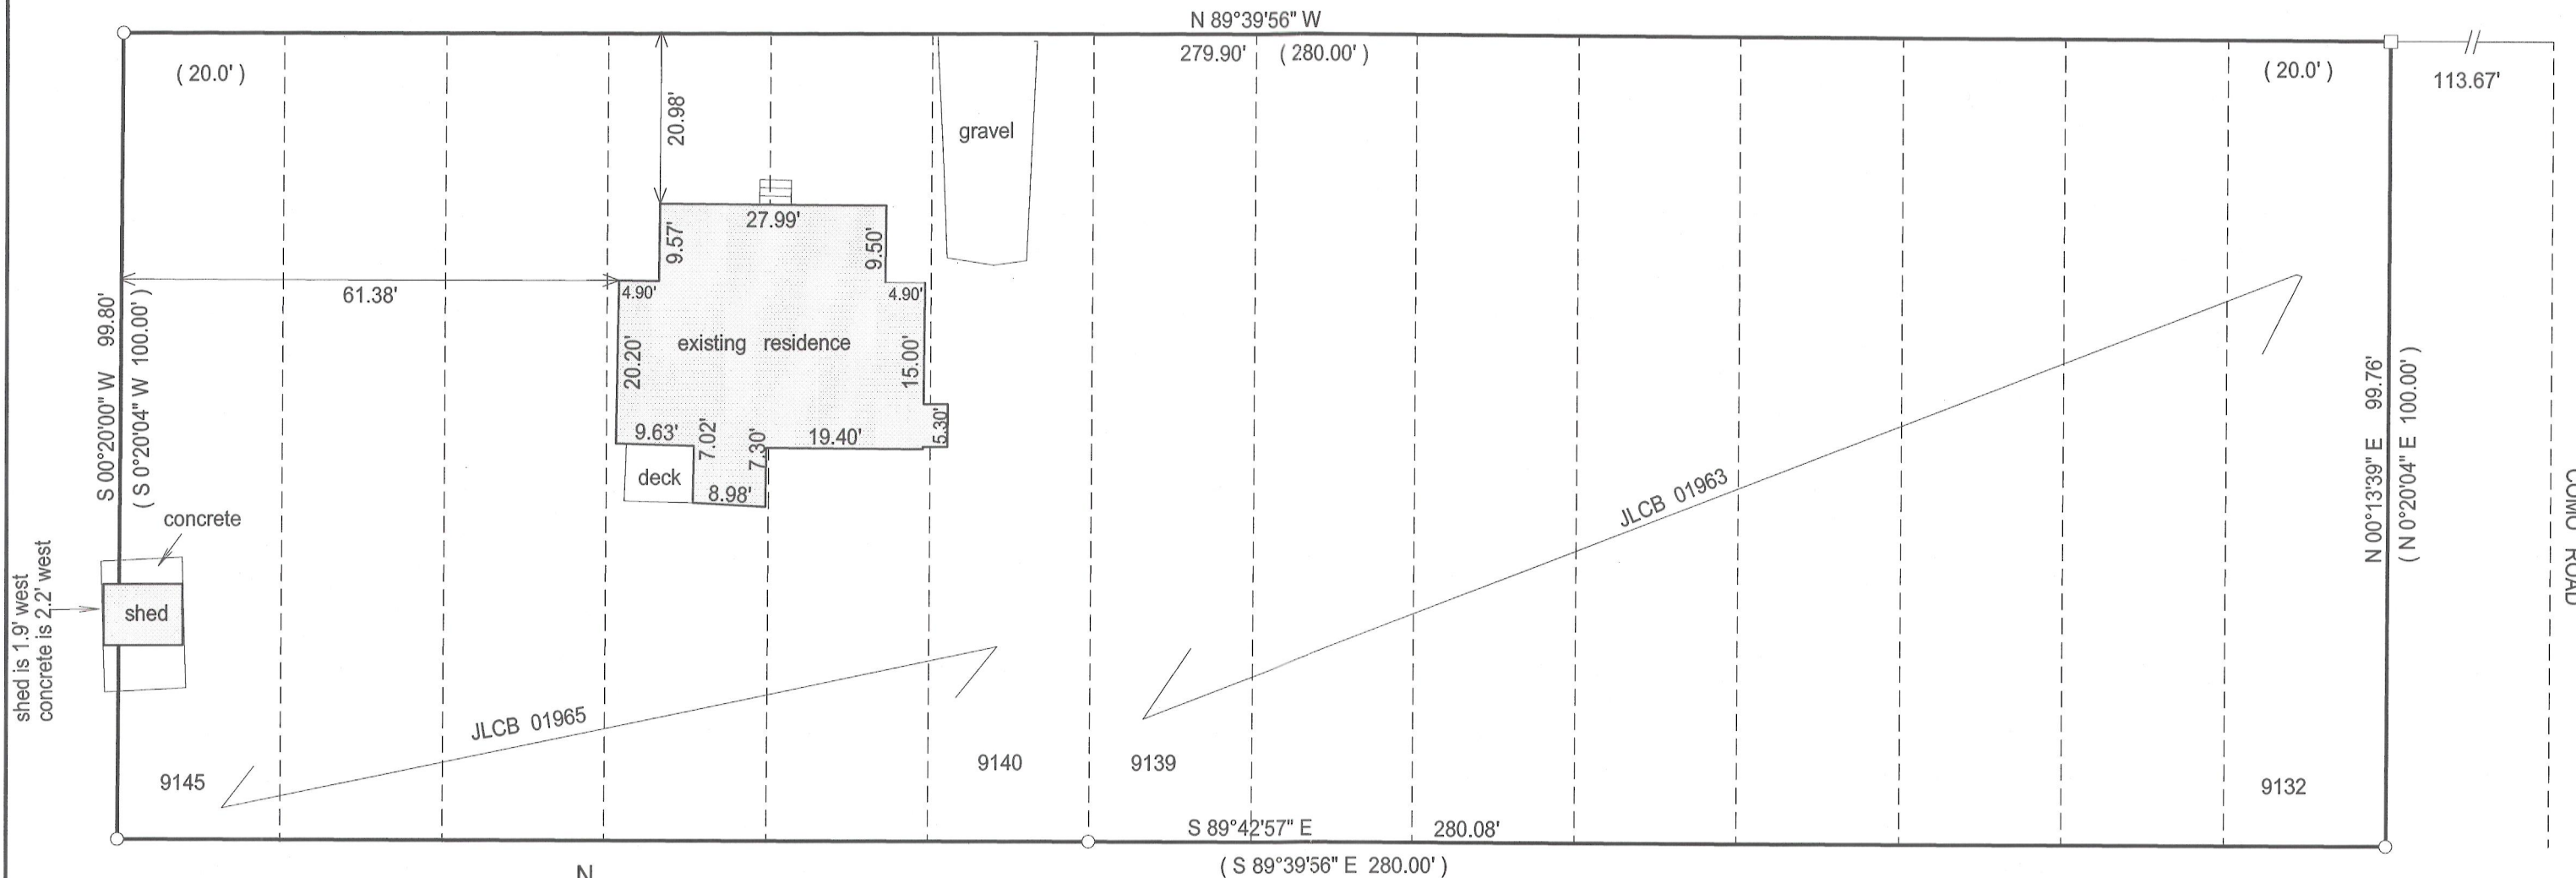 N 89°39'56" W
279.90' ( 280.00' )
( 20.0' )
( 20.0' )
113.67'
20.98'
gravel
27.99'
9.57'
9.50'
61.38'
4.90'
4.90'
S 00°20'00" W 99.80'
( S 0°20'04" W 100.00' )
existing residence
20.20'
15.00'
9.63'
7.02'
7.30'
19.40'
5.30'
deck
8.98'
N 00°13'39" E 99.76'
( N 0°20'04" E 100.00' )
COMO ROAD
JLCB 01963
concrete
shed
shed is 1.9' west
concrete is 2.2' west
JLCB 01965
9145
9140
9139
9132
S 89°42'57" E 280.08'
( S 89°39'56" E 280.00' )
N